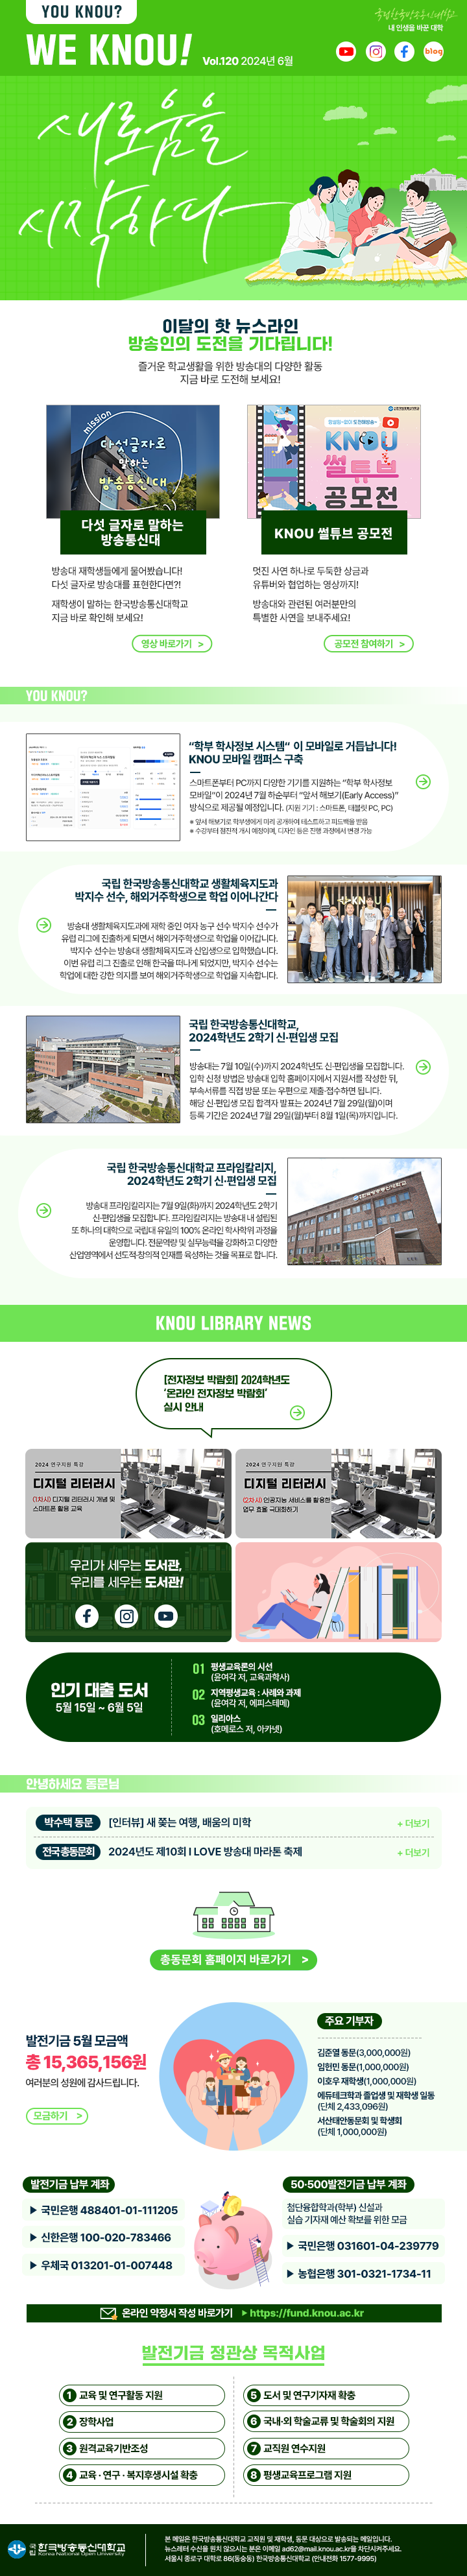 YOU KNOU?
국립한국방송통신대학교
내 인생을 바꾼 대학
WE KNOU!
Vol.120 2024년 6월
blog
새로움을
시작하다
이달의 핫 뉴스라인
방송인의 도전을 기다립니다!
즐거운 학교생활을 위한 방송대의 다양한 활동
지금 바로 도전해 보세요!
mission
다섯글자로
말하는
방송통신대
KNOU
썰튜브
공모전
다섯 글자로 말하는
방송통신대
KNOU 썰튜브 공모전
방송대 재학생들에게 물어봤습니다!
다섯 글자로 방송대를 표현한다면?!
재학생이 말하는 한국방송통신대학교
지금 바로 확인해 보세요!
영상 바로가기 >
멋진 사연 하나로 두둑한 상금과
유튜버와 협업하는 영상까지!
방송대와 관련된 여러분만의
특별한 사연을 보내주세요!
공모전 참여하기 >
YOU KNOU?
“학부 학사정보 시스템” 이 모바일로 거듭납니다!
KNOU 모바일 캠퍼스 구축
스마트폰부터 PC까지 다양한 기기를 지원하는 “학부 학사정보
모바일”이 2024년 7월 하순부터 “앞서 해보기(Early Access)”
방식으로 제공될 예정입니다. (지원 기기 : 스마트폰, 태블릿 PC, PC)
※ 앞서 해보기로 학부생에게 미리 공개하여 테스트하고 피드백을 받음
※ 수강부터 점진적 개시 예정이며, 디자인 등은 진행 과정에서 변경 가능
국립 한국방송통신대학교 생활체육지도과
박지수 선수, 해외거주학생으로 학업 이어나간다
방송대 생활체육지도과에 재학 중인 여자 농구 선수 박지수 선수가
유럽 리그에 진출하게 되면서 해외거주학생으로 학업을 이어갑니다.
박지수 선수는 방송대 생활체육지도과 신입생으로 입학했습니다.
이번 유럽 리그 진출로 인해 한국을 떠나게 되었지만, 박지수 선수는
학업에 대한 강한 의지를 보여 해외거주학생으로 학업을 지속합니다.
KNOU
국립 한국방송통신대학교,
2024학년도 2학기 신·편입생 모집
방송대는 7월 10일(수)까지 2024학년도 신·편입생을 모집합니다.
입학 신청 방법은 방송대 입학 홈페이지에서 지원서를 작성한 뒤,
부속서류를 직접 방문 또는 우편으로 제출·접수하면 됩니다.
해당 신·편입생 모집 합격자 발표는 2024년 7월 29일(월)이며
등록 기간은 2024년 7월 29일(월)부터 8월 1일(목)까지입니다.
국립 한국방송통신대학교 프라임칼리지,
2024학년도 2학기 신·편입생 모집
방송대 프라임칼리지는 7월 9일(화)까지 2024학년도 2학기
신·편입생을 모집합니다. 프라임칼리지는 방송대 내 설립된
또 하나의 대학으로 국립대 유일의 100% 온라인 학사학위 과정을
운영합니다. 전문역량 및 실무능력을 강화하고 다양한
산업영역에서 선도적·창의적 인재를 육성하는 것을 목표로 합니다.
KNOU LIBRARY NEWS
[전자정보 박람회] 2024학년도
‘온라인 전자정보 박람회’
실시 안내
2024 연구지원 특강
디지털 리터러시
(1차시) 디지털 리터러시 개념 및
스마트폰 활용 교육
2024 연구지원 특강
디지털 리터러시
(2차시) 인공지능 서비스를 활용한
업무 효율 극대화하기
우리가 세우는 도서관,
우리를 세우는 도서관!
인기 대출 도서
5월 15일 ~ 6월 5일
01 평생교육론의 시선
(윤여각 저, 교육과학사)
02 지역평생교육 : 사례와 과제
(윤여각 저, 에피스테메)
03 일리아스
(호메로스 저, 아카넷)
안녕하세요 동문님
박수택 동문 [인터뷰] 새 쫓는 여행, 배움의 미학 + 더보기
전국총동문회 2024년도 제10회 I LOVE 방송대 마라톤 축제 + 더보기
총동문회 홈페이지 바로가기 >
발전기금 5월 모금액
총 15,365,156원
여러분의 성원에 감사드립니다.
모금하기 >
주요 기부자
김준열 동문(3,000,000원)
임헌민 동문(1,000,000원)
이호우 재학생(1,000,000원)
에듀테크학과 졸업생 및 재학생 일동
(단체 2,433,096원)
서산태안동문회 및 학생회
(단체 1,000,000원)
발전기금 납부 계좌
▶ 국민은행 488401-01-111205
▶ 신한은행 100-020-783466
▶ 우체국 013201-01-007448
50·500발전기금 납부 계좌
첨단융합학과(학부) 신설과
실습 기자재 예산 확보를 위한 모금
▶ 국민은행 031601-04-239779
▶ 농협은행 301-0321-1734-11
온라인 약정서 작성 바로가기 ▶ https://fund.knou.ac.kr
발전기금 정관상 목적사업
1 교육 및 연구활동 지원
2 장학사업
3 원격교육기반조성
4 교육 · 연구 · 복지후생시설 확충
5 도서 및 연구기자재 확충
6 국내·외 학술교류 및 학술회의 지원
7 교직원 연수지원
8 평생교육프로그램 지원
국립 한국방송통신대학교
Korea National Open University
본 메일은 한국방송통신대학교 교직원 및 재학생, 동문 대상으로 발송되는 메일입니다.
뉴스레터 수신을 원치 않으시는 분은 이메일 ad62@mail.knou.ac.kr을 차단시켜주세요.
서울시 종로구 대학로 86(동숭동) 한국방송통신대학교 (안내전화 1577-9995)